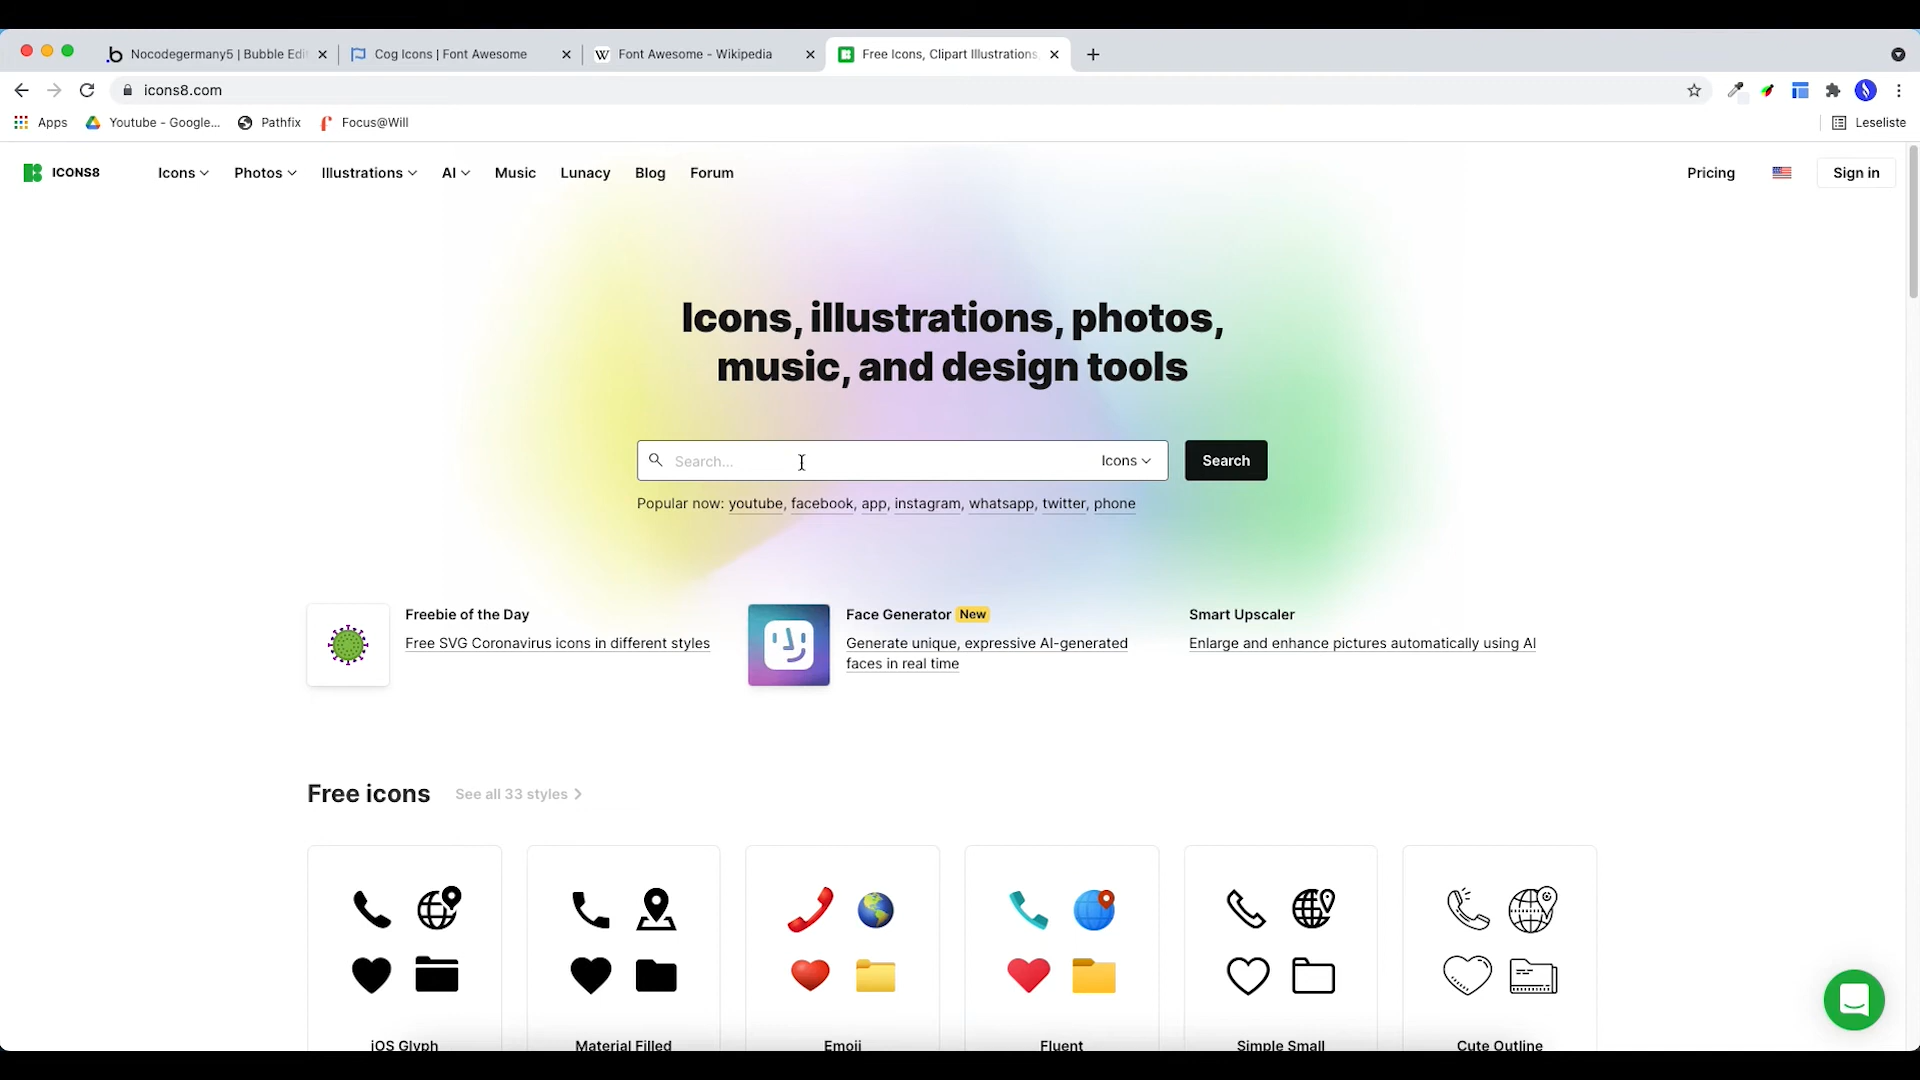 Nocodegermany5 | Bubble Edi
Cog Icons | Font Awesome
Font Awesome - Wikipedia
Free Icons, Clipart Illustrations,
icons8.com
Apps
Youtube - Google...
Pathfix
Focus@Will
Leseliste
ICONS8
Icons
Photos
Illustrations
AI
Music
Lunacy
Blog
Forum
Pricing
Sign in
Icons, illustrations, photos,
music, and design tools
Search...
Icons
Search
Popular now: youtube, facebook, app, instagram, whatsapp, twitter, phone
Freebie of the Day
Free SVG Coronavirus icons in different styles
Face Generator New
Generate unique, expressive AI-generated
faces in real time
Smart Upscaler
Enlarge and enhance pictures automatically using AI
Free icons
See all 33 styles
iOS Glyph
Material Filled
Emoji
Fluent
Simple Small
Cute Outline